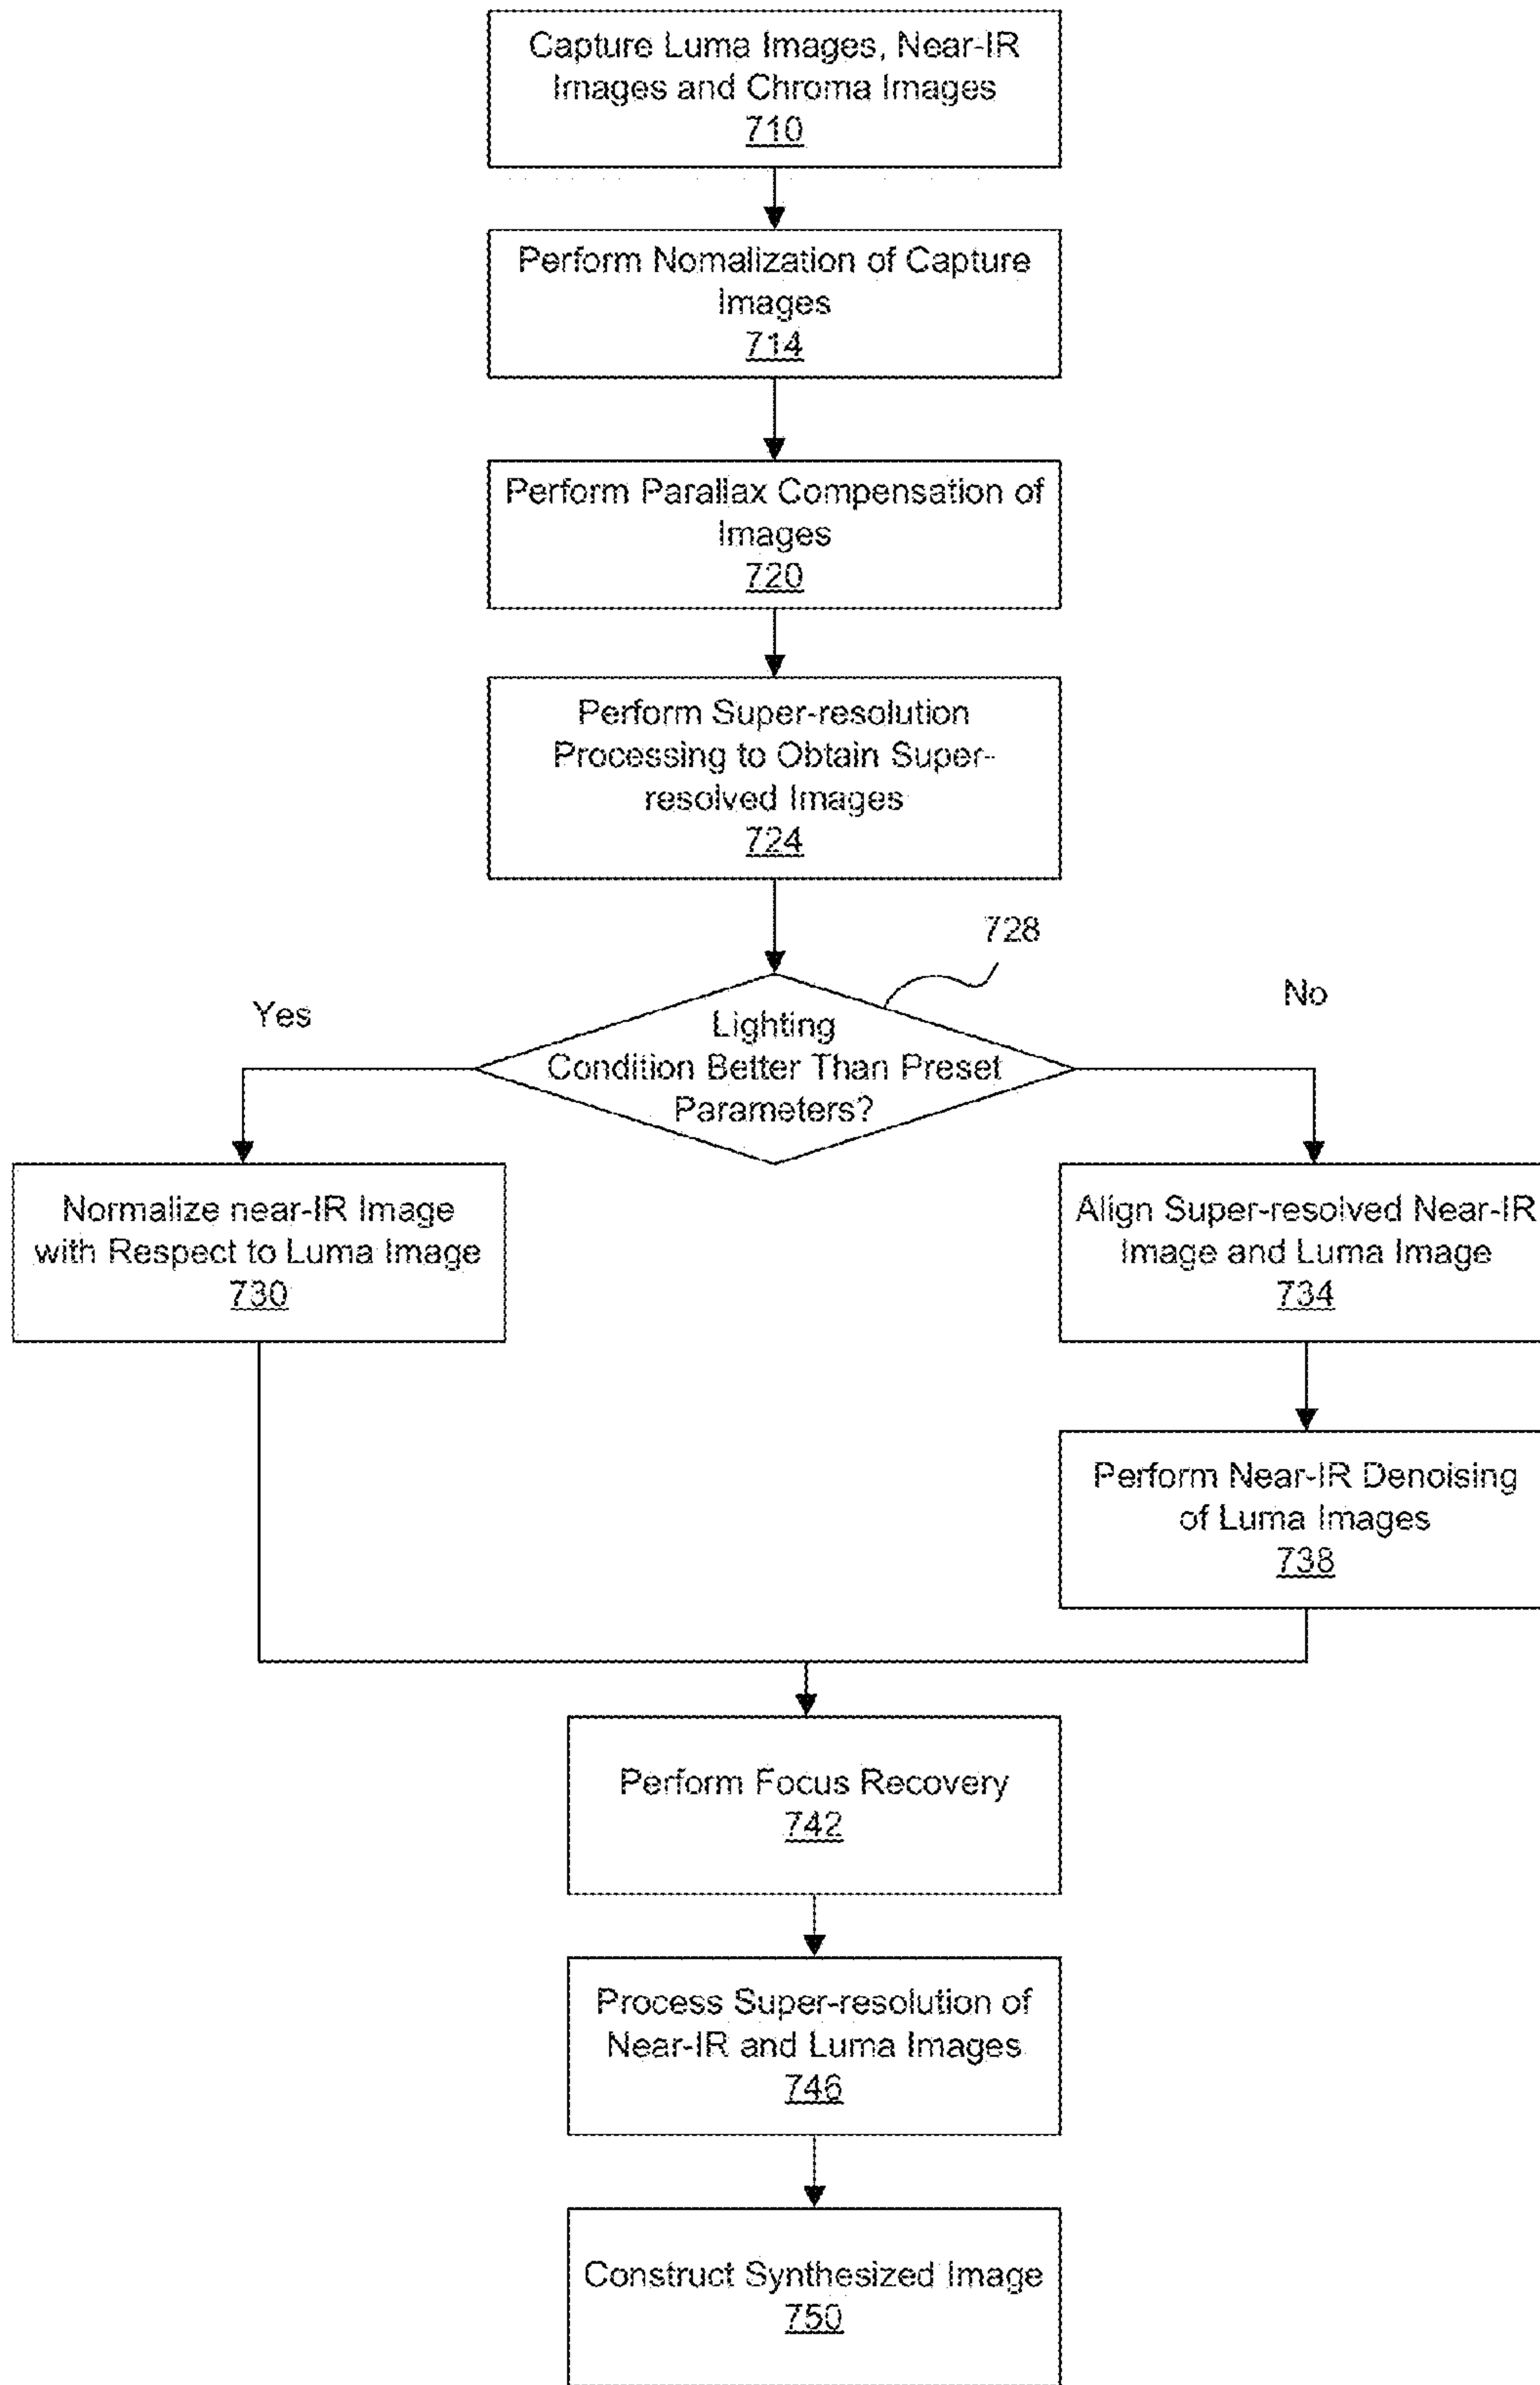 Capture Luma Images, Near-IR
Images and Chroma Images
710
Perform Nomalization of Capture
Images
714
Perform Parallax Compensation of
Images
720
Perform Super-resolution
Processing to Obtain Super-
resolved Images
724
728
Yes
No
Lighting
Condition Better Than Preset
Parameters?
Normalize near-IR Image
with Respect to Luma Image
730
Align Super-resolved Near-IR
Image and Luma Image
734
Perform Near-IR Denoising
of Luma Images
738
Perform Focus Recovery
742
Process Super-resolution of
Near-IR and Luma Images
746
Construct Synthesized Image
750